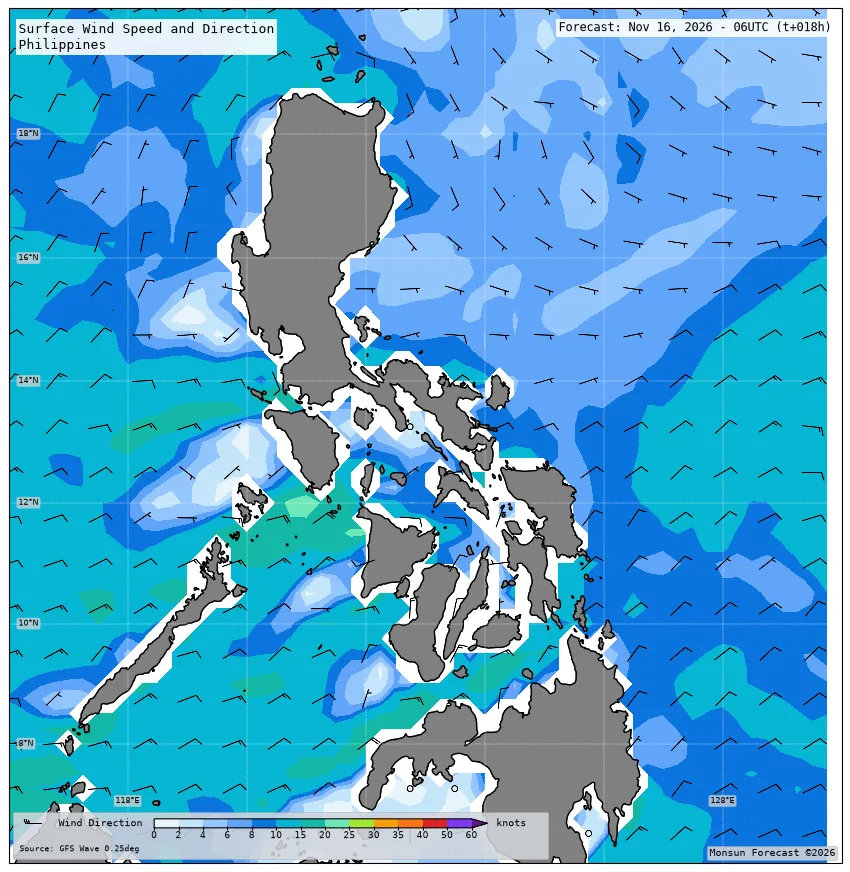 Surface Wind Speed and Direction
Philippines
Forecast: Nov 16, 2026 - 06UTC (t+018h)
18°N
16°N
14°N
12°N
10°N
8°N
118°E
128°E
Wind Direction
0 2 4 6 8 10 15 20 25 30 35 40 50 60
knots
Source: GFS Wave 0.25deg
Monsun Forecast ©2026